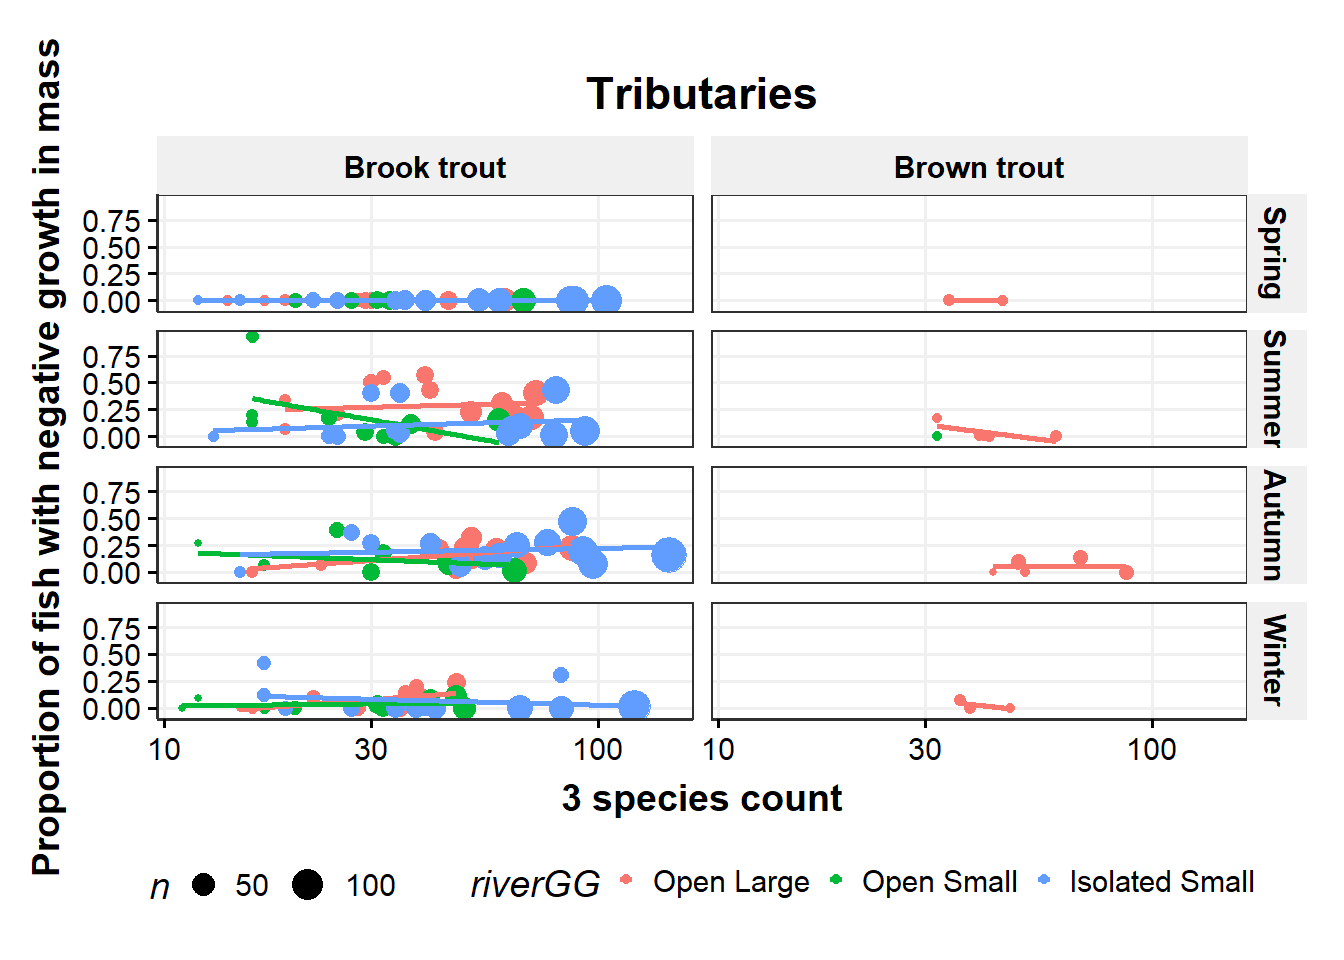 Tributaries
Brook trout
Brown trout
Proportion of fish with negative growth in mass
0.75
0.50
0.25
0.00
Spring
0.75
0.50
0.25
0.00
Summer
0.75
0.50
0.25
0.00
Autumn
0.75
0.50
0.25
0.00
Winter
10 30 100 10 30 100
3 species count
n 50 100 riverGG Open Large Open Small Isolated Small